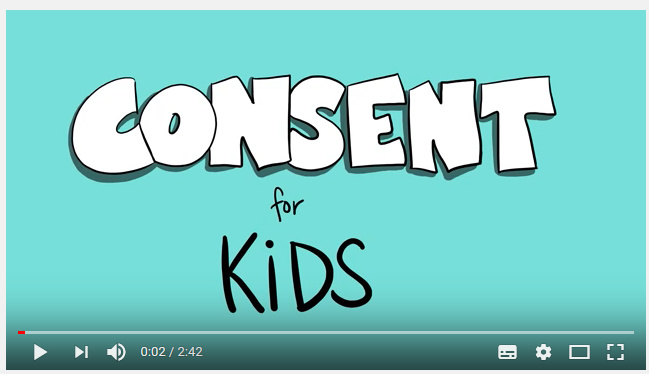 CONSENT
for
KiDS
0:02 / 2:42